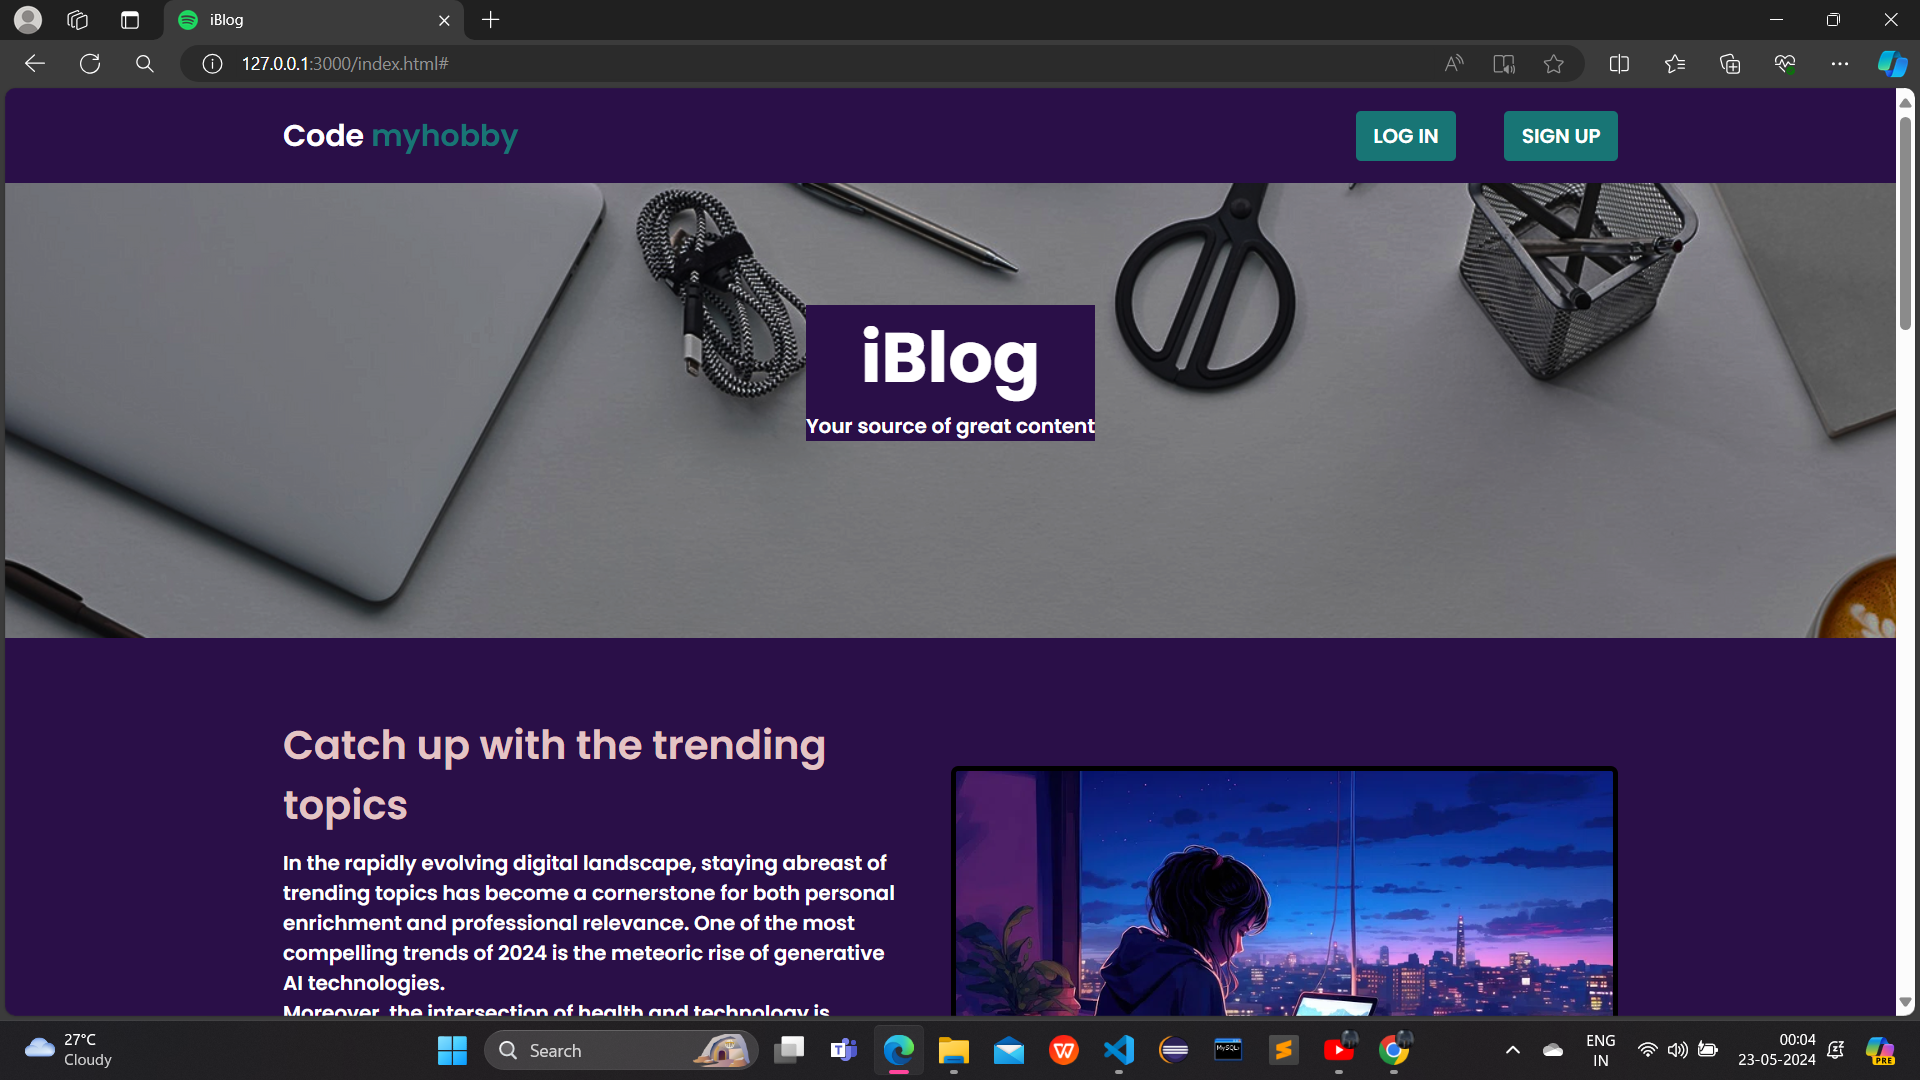 iBlog
127.0.0.1:3000/index.html#
Code myhobby
LOG IN
SIGN UP
iBlog
Your source of great content
Catch up with the trending
topics
In the rapidly evolving digital landscape, staying abreast of
trending topics has become a cornerstone for both personal
enrichment and professional relevance. One of the most
compelling trends of 2024 is the meteoric rise of generative
AI technologies.
Moreover, the intersection of health and technology is
27°C
Cloudy
Search
ENG
IN
00:04
23-05-2024
PRE
MySQL